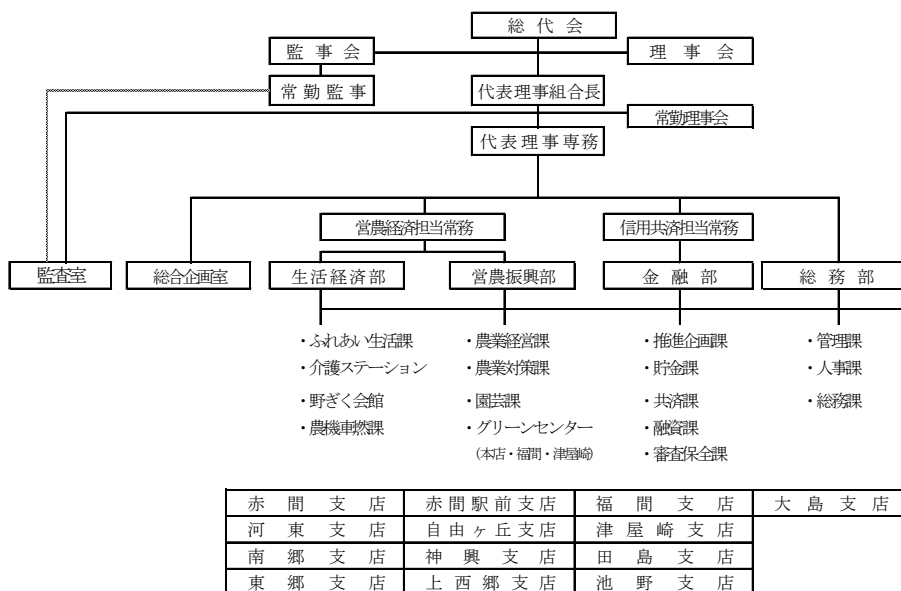 総代会
監事会
理事会
常勤監事
代表理事組合長
常勤理事会
代表理事専務
営農経済担当常務
信用共済担当常務
監査室
総合企画室
生活経済部
営農振興部
金融部
総務部
・ふれあい生活課
・農業経営課
・推進企画課
・管理課
・介護ステーション
・農業対策課
・貯金課
・人事課
・野ぎく会館
・園芸課
・共済課
・総務課
・農機車燃課
・グリーンセンター
・融資課
（本店・福間・津屋崎）
・審査保全課
赤間支店 赤間駅前支店 福間支店 大島支店
河東支店 自由ヶ丘支店 津屋崎支店
南郷支店 神興支店 田島支店
東郷支店 上西郷支店 池野支店